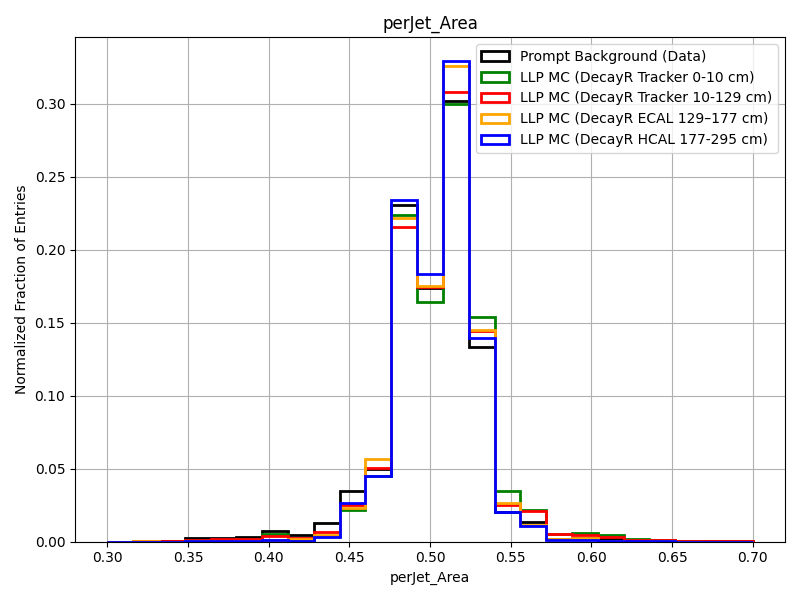 perJet_Area
Prompt Background (Data)
LLP MC (DecayR Tracker 0-10 cm)
LLP MC (DecayR Tracker 10-129 cm)
LLP MC (DecayR ECAL 129–177 cm)
LLP MC (DecayR HCAL 177-295 cm)
Normalized Fraction of Entries
0.30
0.25
0.20
0.15
0.10
0.05
0.00
0.30 0.35 0.40 0.45 0.50 0.55 0.60 0.65 0.70
perJet_Area